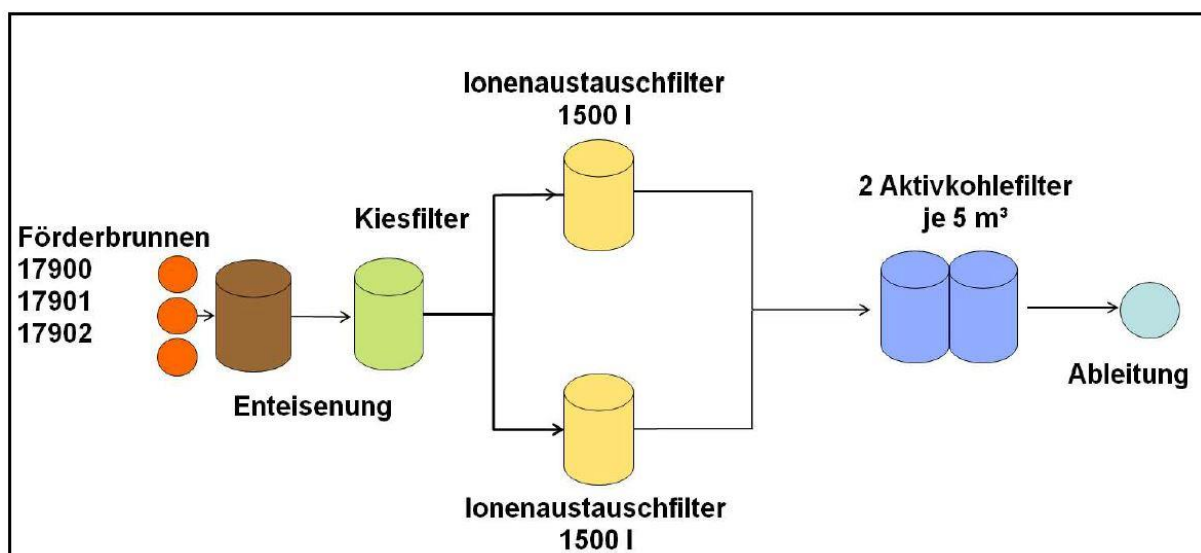 Förderbrunnen
17900
17901
17902
Enteisenung
Kiesfilter
Ionenaustauschfilter
1500 l
Ionenaustauschfilter
1500 l
2 Aktivkohlefilter
je 5 m³
Ableitung